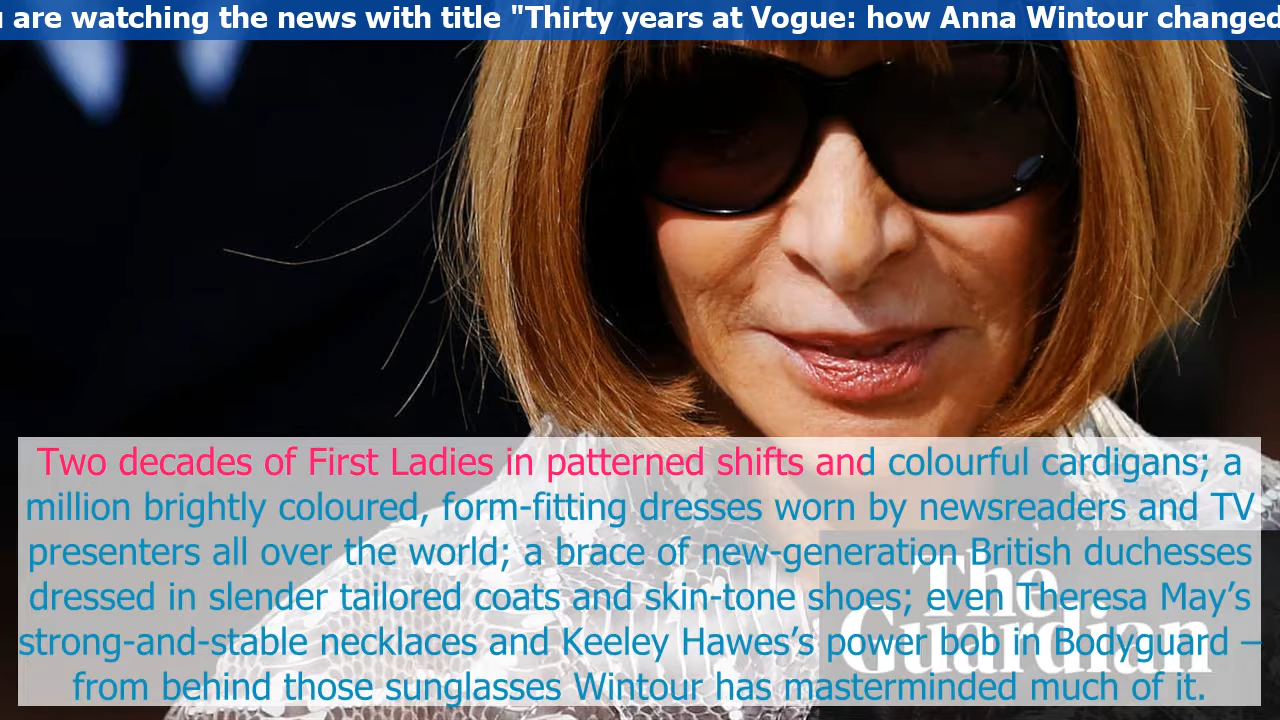 are watching the news with title "Thirty years at Vogue: how Anna Wintour changed
Two decades of First Ladies in patterned shifts and colourful cardigans; a
million brightly coloured, form-fitting dresses worn by newsreaders and TV
presenters all over the world; a brace of new-generation British duchesses
dressed in slender tailored coats and skin-tone shoes; even Theresa May’s
strong-and-stable necklaces and Keeley Hawes’s power bob in Bodyguard –
from behind those sunglasses Wintour has masterminded much of it.
The
Guardian